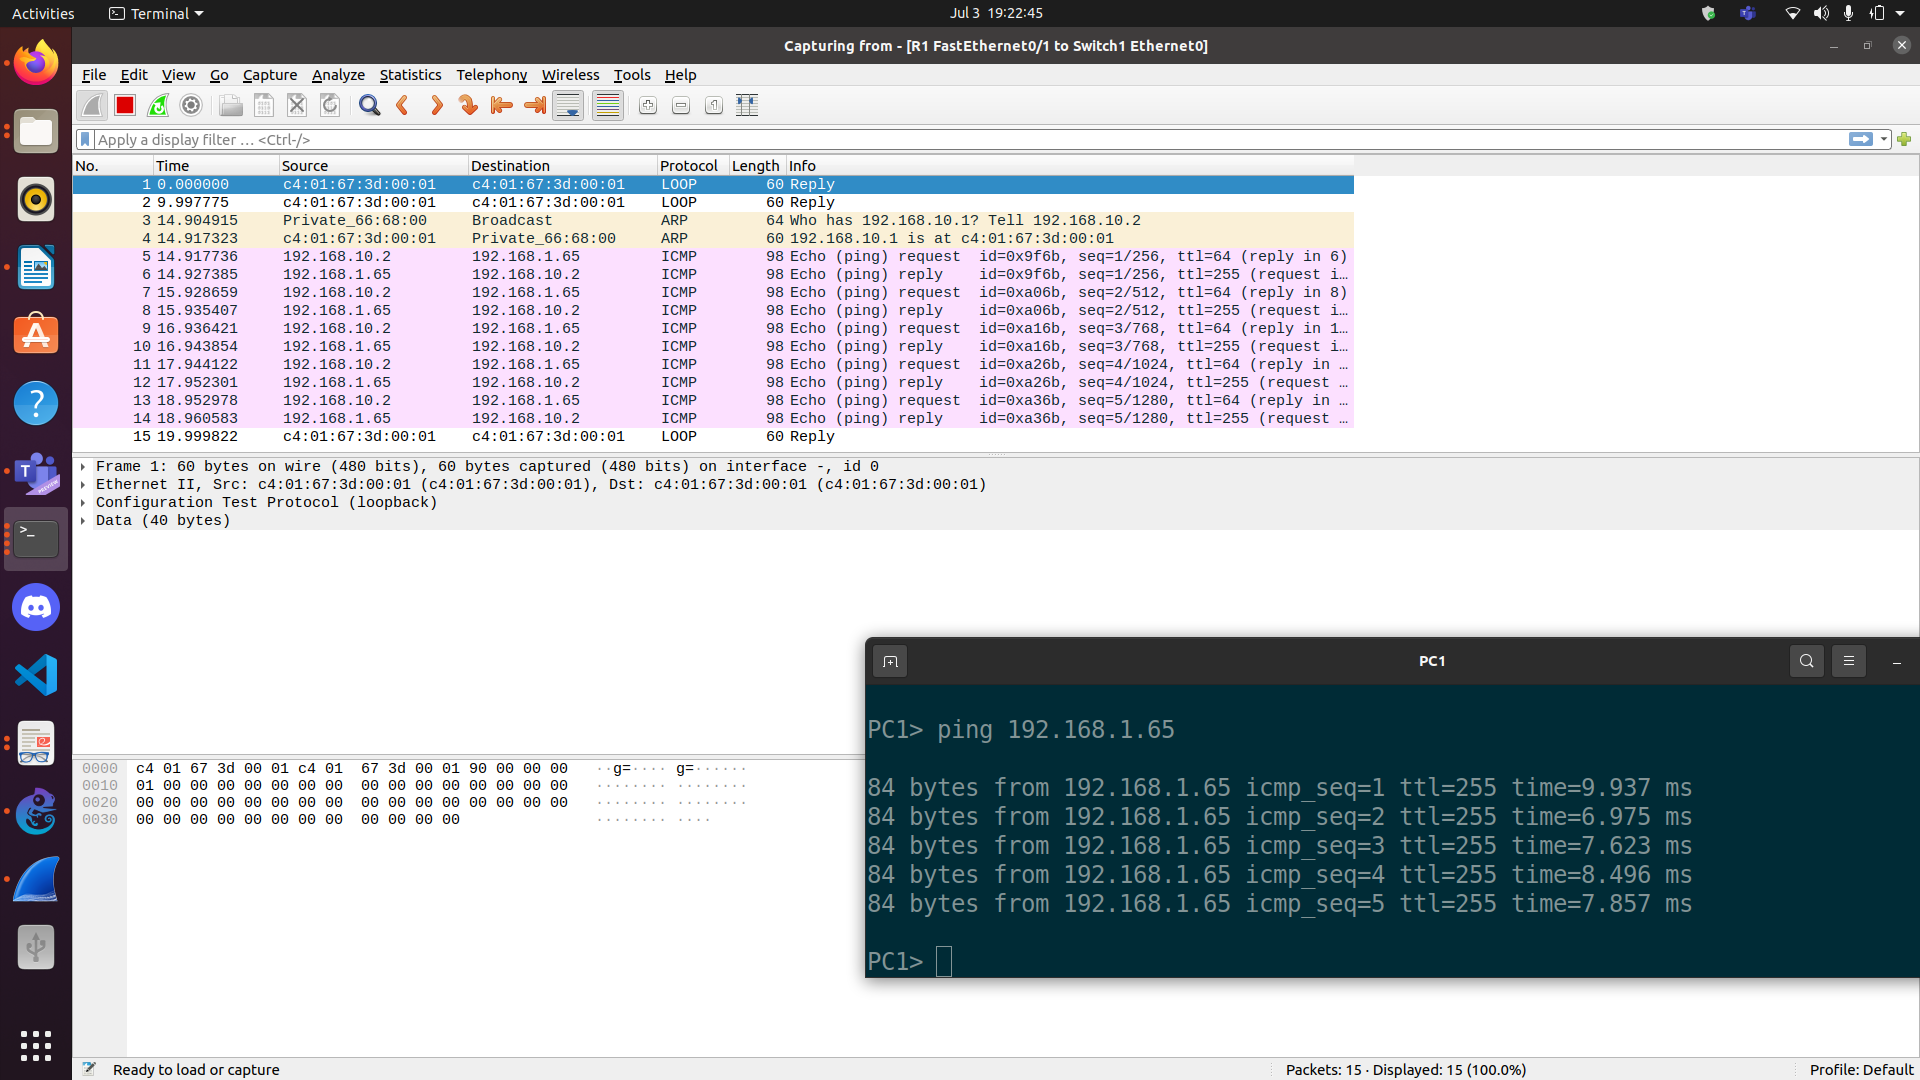 Activities Terminal Jul 3 19:22:45
Capturing from - [R1 FastEthernet0/1 to Switch1 Ethernet0]
File Edit View Go Capture Analyze Statistics Telephony Wireless Tools Help
Apply a display filter … <Ctrl-/>
No. Time Source Destination Protocol Length Info
1 0.000000 c4:01:67:3d:00:01 c4:01:67:3d:00:01 LOOP 60 Reply
2 9.997775 c4:01:67:3d:00:01 c4:01:67:3d:00:01 LOOP 60 Reply
3 14.904915 Private_66:68:00 Broadcast ARP 64 Who has 192.168.10.1? Tell 192.168.10.2
4 14.917323 c4:01:67:3d:00:01 Private_66:68:00 ARP 60 192.168.10.1 is at c4:01:67:3d:00:01
5 14.917736 192.168.10.2 192.168.1.65 ICMP 98 Echo (ping) request id=0x9f6b, seq=1/256, ttl=64 (reply in 6)
6 14.927385 192.168.1.65 192.168.10.2 ICMP 98 Echo (ping) reply id=0x9f6b, seq=1/256, ttl=255 (request i…
7 15.928659 192.168.10.2 192.168.1.65 ICMP 98 Echo (ping) request id=0xa06b, seq=2/512, ttl=64 (reply in 8)
8 15.935407 192.168.1.65 192.168.10.2 ICMP 98 Echo (ping) reply id=0xa06b, seq=2/512, ttl=255 (request i…
9 16.936421 192.168.10.2 192.168.1.65 ICMP 98 Echo (ping) request id=0xa16b, seq=3/768, ttl=64 (reply in 1…
10 16.943854 192.168.1.65 192.168.10.2 ICMP 98 Echo (ping) reply id=0xa16b, seq=3/768, ttl=255 (request i…
11 17.944122 192.168.10.2 192.168.1.65 ICMP 98 Echo (ping) request id=0xa26b, seq=4/1024, ttl=64 (reply in …
12 17.952301 192.168.1.65 192.168.10.2 ICMP 98 Echo (ping) reply id=0xa26b, seq=4/1024, ttl=255 (request …
13 18.952978 192.168.10.2 192.168.1.65 ICMP 98 Echo (ping) request id=0xa36b, seq=5/1280, ttl=64 (reply in …
14 18.960583 192.168.1.65 192.168.10.2 ICMP 98 Echo (ping) reply id=0xa36b, seq=5/1280, ttl=255 (request …
15 19.999822 c4:01:67:3d:00:01 c4:01:67:3d:00:01 LOOP 60 Reply
Frame 1: 60 bytes on wire (480 bits), 60 bytes captured (480 bits) on interface -, id 0
Ethernet II, Src: c4:01:67:3d:00:01 (c4:01:67:3d:00:01), Dst: c4:01:67:3d:00:01 (c4:01:67:3d:00:01)
Configuration Test Protocol (loopback)
Data (40 bytes)
0000 c4 01 67 3d 00 01 c4 01 67 3d 00 01 90 00 00 00 ··g=···· g=······
0010 01 00 00 00 00 00 00 00 00 00 00 00 00 00 00 00 ········ ········
0020 00 00 00 00 00 00 00 00 00 00 00 00 00 00 00 00 ········ ········
0030 00 00 00 00 00 00 00 00 00 00 00 00 ········ ····
PC1
PC1> ping 192.168.1.65
84 bytes from 192.168.1.65 icmp_seq=1 ttl=255 time=9.937 ms
84 bytes from 192.168.1.65 icmp_seq=2 ttl=255 time=6.975 ms
84 bytes from 192.168.1.65 icmp_seq=3 ttl=255 time=7.623 ms
84 bytes from 192.168.1.65 icmp_seq=4 ttl=255 time=8.496 ms
84 bytes from 192.168.1.65 icmp_seq=5 ttl=255 time=7.857 ms
PC1>
Ready to load or capture Packets: 15 · Displayed: 15 (100.0%) Profile: Default